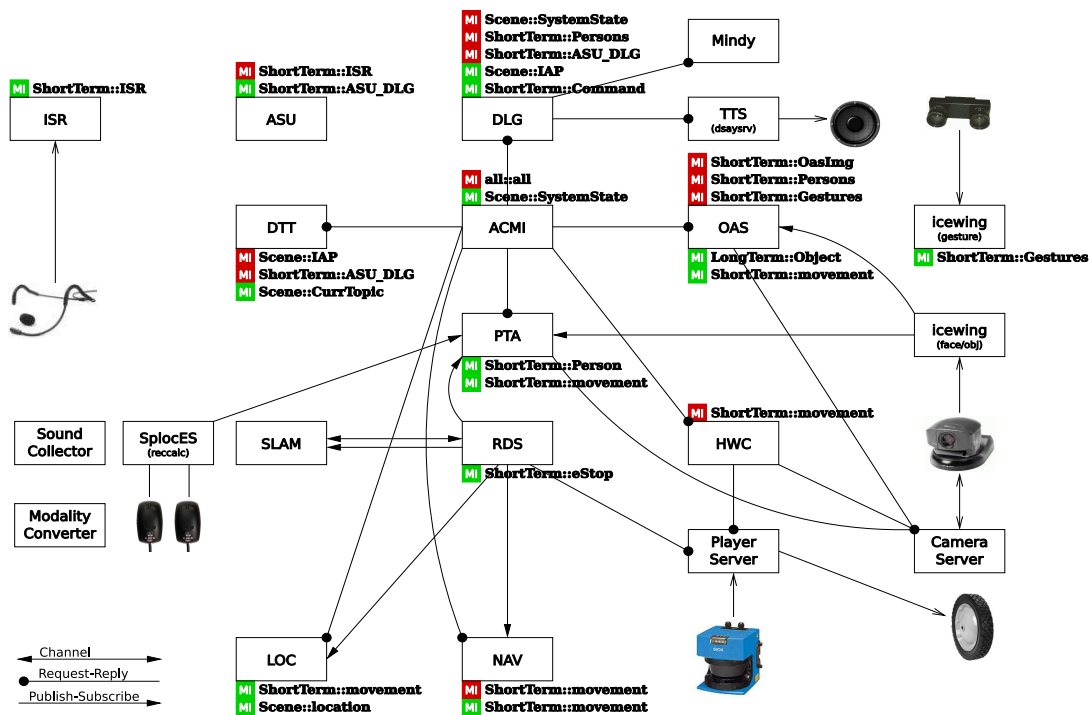 MI Scene::SystemState
MI ShortTerm::Persons
MI ShortTerm::ASU_DLG
MI Scene::IAP
MI ShortTerm::Command
DLG
Mindy
MI ShortTerm::ISR
ISR
MI ShortTerm::ISR
MI ShortTerm::ASU_DLG
ASU
TTS
(dsaysrv)
MI all::all
MI Scene::SystemState
ACMI
MI ShortTerm::OasImg
MI ShortTerm::Persons
MI ShortTerm::Gestures
OAS
MI LongTerm::Object
MI ShortTerm::movement
icewing
(gesture)
MI ShortTerm::Gestures
DTT
MI Scene::IAP
MI ShortTerm::ASU_DLG
MI Scene::CurrTopic
PTA
MI ShortTerm::Person
MI ShortTerm::movement
icewing
(face/obj)
Sound
Collector
SplocES
(reccalc)
SLAM
RDS
MI ShortTerm::eStop
MI ShortTerm::movement
HWC
Modality
Converter
Player
Server
Camera
Server
LOC
MI ShortTerm::movement
MI Scene::location
NAV
MI ShortTerm::movement
MI ShortTerm::movement
Channel
Request-Reply
Publish-Subscribe